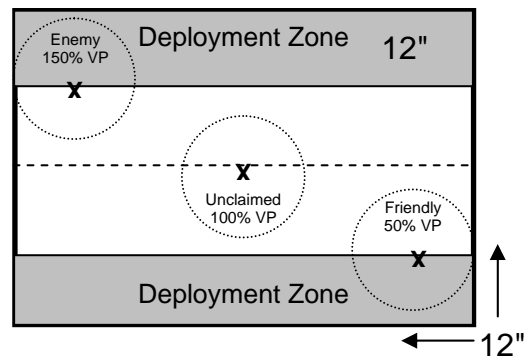 Enemy
150% VP
Deployment Zone
12"
X
X
Unclaimed
100% VP
Friendly
50% VP
X
Deployment Zone
12"